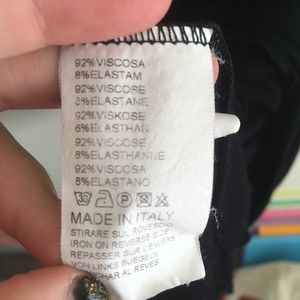 92%VISCOSA
8%ELASTAM
92%VISCORE
8%ELASTANE
92%VISKOSE
8%ELASTHAN
92%VISCOSE
8%ELASTHANNE
92%VISCOSA
8%ELASTANO
30 P
MADE IN ITALY
STIRARE SUL ROVESCIO
IRON ON REVERSE SIDE
REPASSER SUR L'ENVERS
VON LINKS BUEGELN
AL REVES